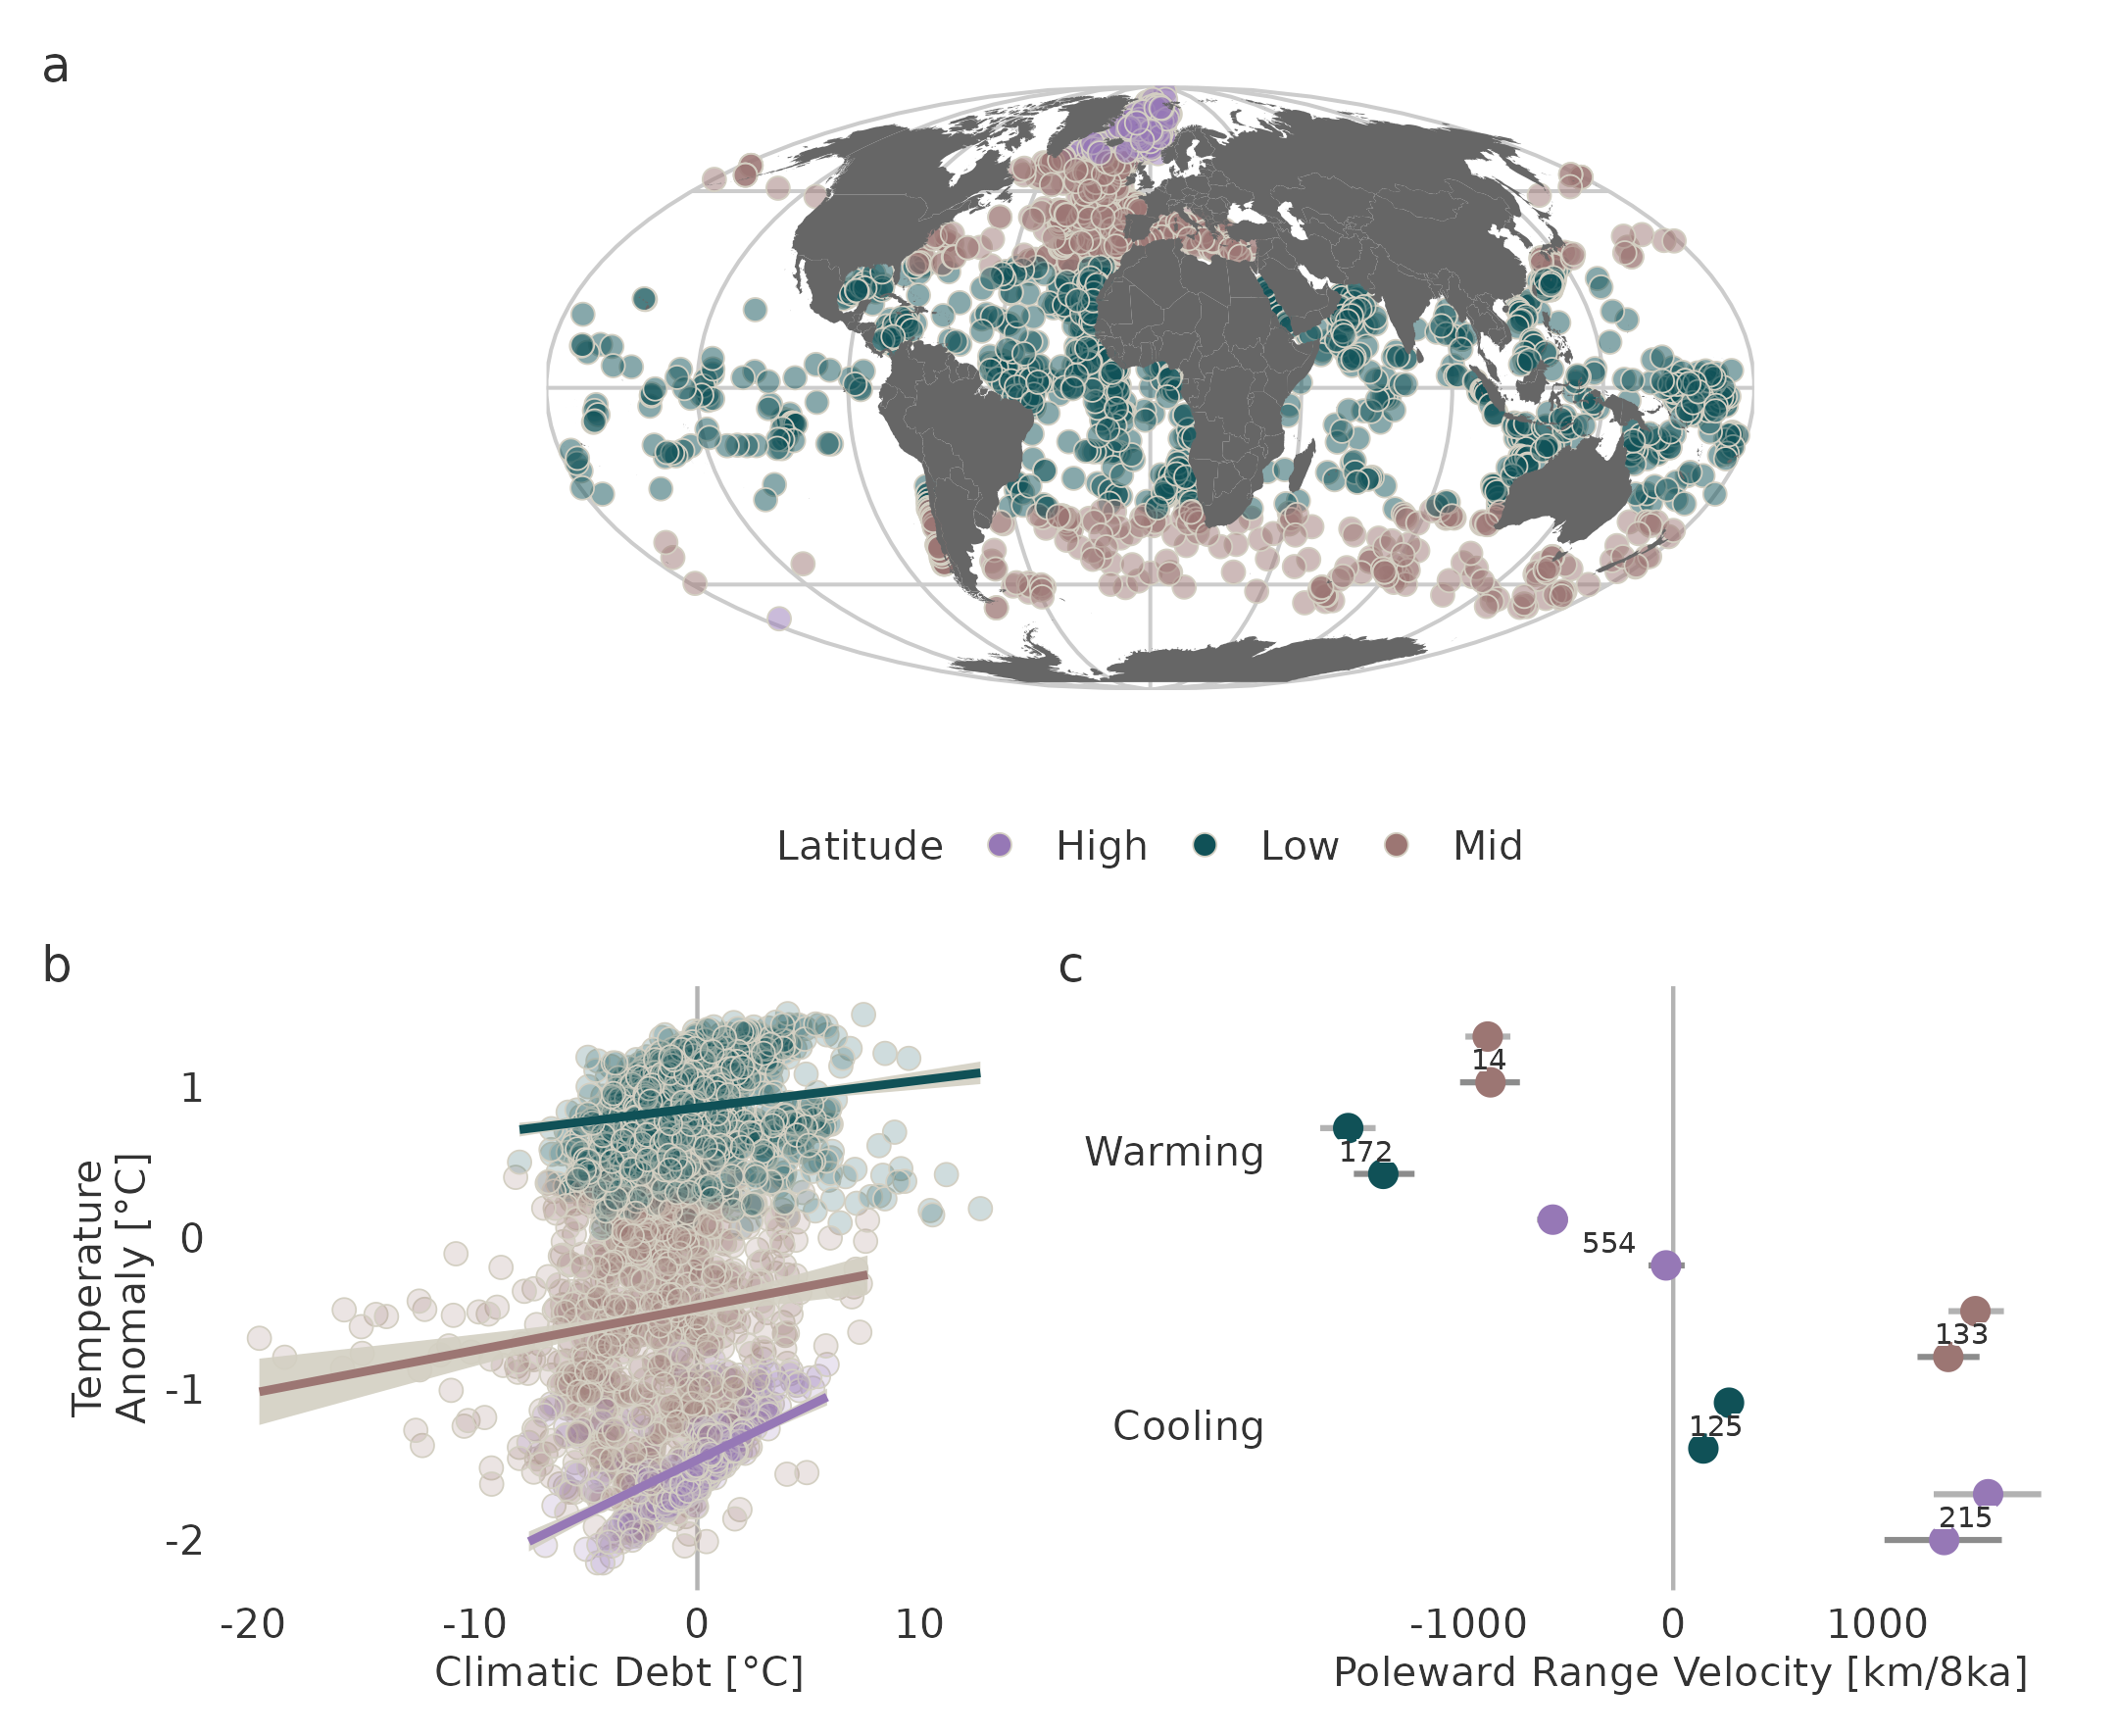 a
Latitude High Low Mid
b
Temperature
Anomaly [°C]
1
0
-1
-2
-20 -10 0 10
Climatic Debt [°C]
c
Warming
Cooling
14
172
554
133
125
215
-1000 0 1000
Poleward Range Velocity [km/8ka]